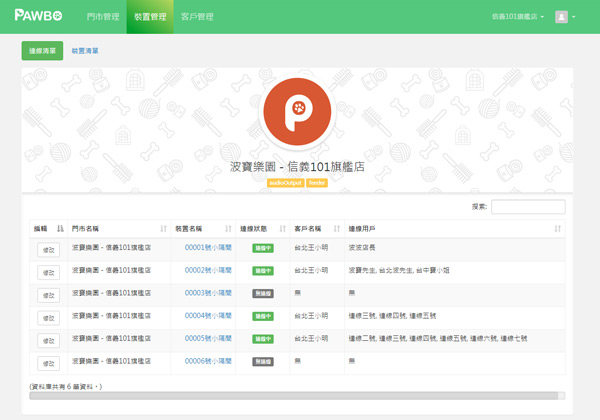 PAWBO 門市管理 裝置管理 客戶管理 信義101旗艦店
連線清單 裝置清單
波寶樂園 - 信義101旗艦店
audioOutput feeder
搜索:
編輯 門市名稱 裝置名稱 連線狀態 客戶名稱 連線用戶
修改 波寶樂園 - 信義101旗艦店 00001號小隔間 連線中 台北王小明 波波店長
修改 波寶樂園 - 信義101旗艦店 00002號小隔間 連線中 台北王小明 波寶先生, 台北波先生, 台中寶小姐
修改 波寶樂園 - 信義101旗艦店 00003號小隔間 無連線 無 無
修改 波寶樂園 - 信義101旗艦店 00004號小隔間 連線中 台北王小明 連線三號, 連線四號, 連線五號
修改 波寶樂園 - 信義101旗艦店 00005號小隔間 連線中 台北王小明 連線二號, 連線三號, 連線四號, 連線五號, 連線六號, 連線七號
修改 波寶樂園 - 信義101旗艦店 00006號小隔間 無連線 無 無
(資料庫共有 6 筆資料。)